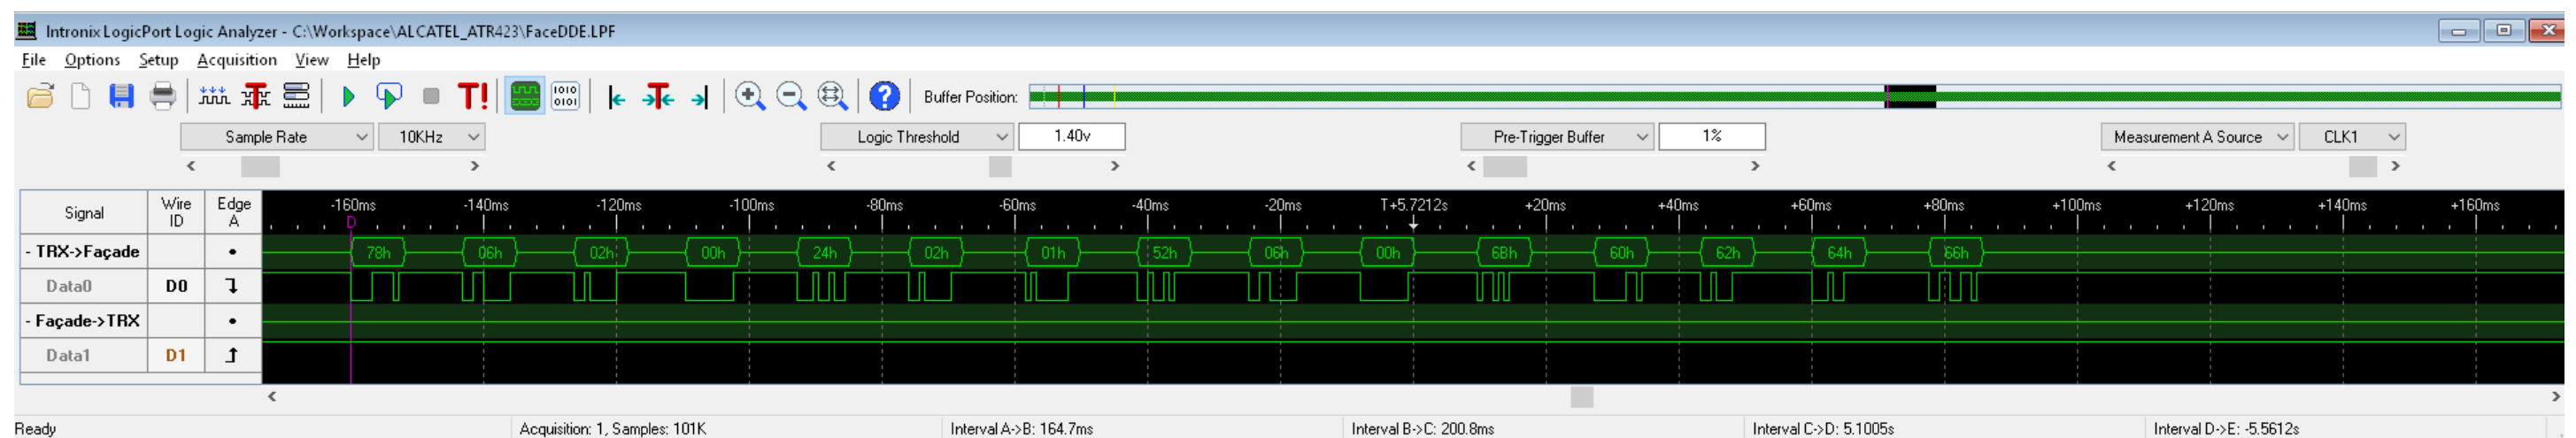 Intronix LogicPort Logic Analyzer - C:\Workspace\ALCATEL_ATR423\FaceDDE.LPF
File Options Setup Acquisition View Help
T! 1010 0101 T ? Buffer Position:
Sample Rate 10KHz Logic Threshold 1.40v Pre-Trigger Buffer 1% Measurement A Source CLK1
Signal Wire ID Edge A -160ms -140ms -120ms -100ms -80ms -60ms -40ms -20ms T+5.7212s +20ms +40ms +60ms +80ms +100ms +120ms +140ms +160ms
D
- TRX->Façade 78h 06h 02h 00h 24h 02h 01h 52h 06h 00h 6Bh 60h 62h 64h 66h
Data0 D0
- Façade->TRX
Data1 D1
Ready Acquisition: 1, Samples: 101K Interval A->B: 164.7ms Interval B->C: 200.8ms Interval C->D: 5.1005s Interval D->E: -5.5612s